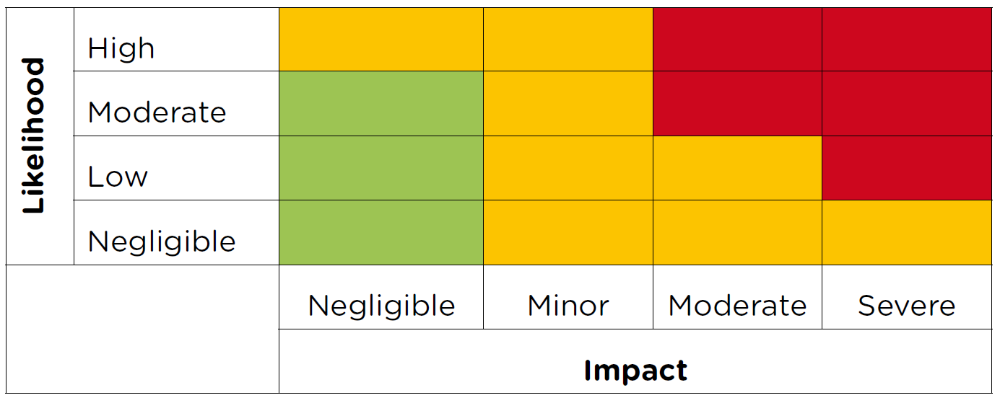 Likelihood
High
Moderate
Low
Negligible
Negligible Minor Moderate Severe
Impact